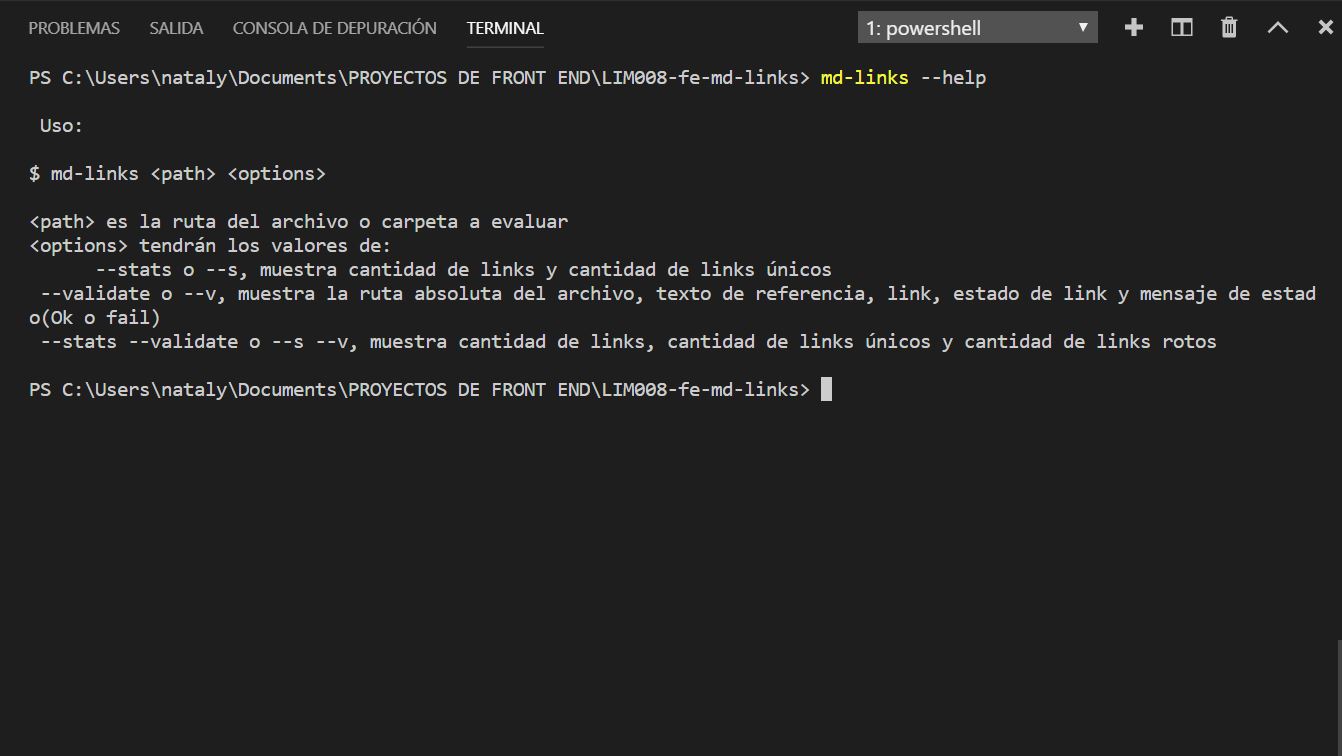 PROBLEMAS SALIDA CONSOLA DE DEPURACIÓN TERMINAL 1: powershell
PS C:\Users\nataly\Documents\PROYECTOS DE FRONT END\LIM008-fe-md-links> md-links --help
Uso:
$ md-links <path> <options>
<path> es la ruta del archivo o carpeta a evaluar
<options> tendrán los valores de:
--stats o --s, muestra cantidad de links y cantidad de links únicos
--validate o --v, muestra la ruta absoluta del archivo, texto de referencia, link, estado de link y mensaje de estad
o(Ok o fail)
--stats --validate o --s --v, muestra cantidad de links, cantidad de links únicos y cantidad de links rotos
PS C:\Users\nataly\Documents\PROYECTOS DE FRONT END\LIM008-fe-md-links>